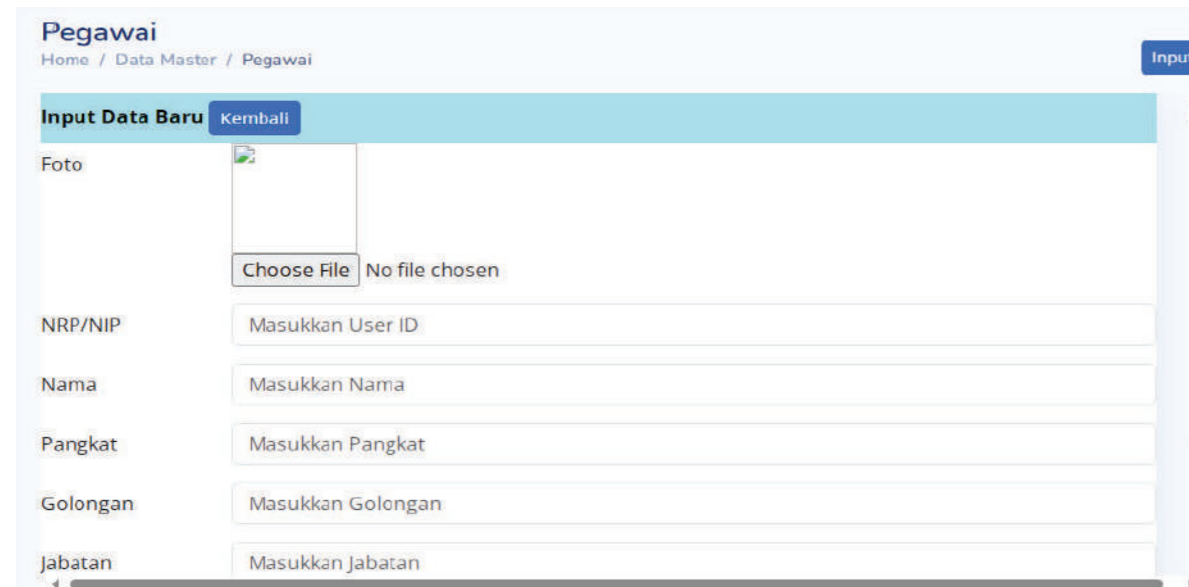 Pegawai
Home / Data Master / Pegawai
Input
Input Data Baru Kembali
Foto
Choose File No file chosen
NRP/NIP Masukkan User ID
Nama Masukkan Nama
Pangkat Masukkan Pangkat
Golongan Masukkan Golongan
Jabatan Masukkan Jabatan